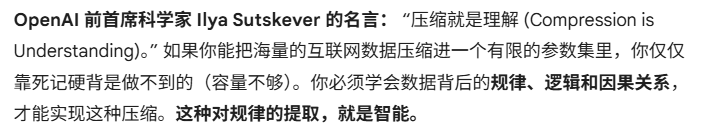 OpenAI 前首席科学家 Ilya Sutskever 的名言： “压缩就是理解 (Compression is
Understanding)。” 如果你能把海量的互联网数据压缩进一个有限的参数集里，你仅仅
靠死记硬背是做不到的（容量不够）。你必须学会数据背后的规律、逻辑和因果关系，
才能实现这种压缩。这种对规律的提取，就是智能。